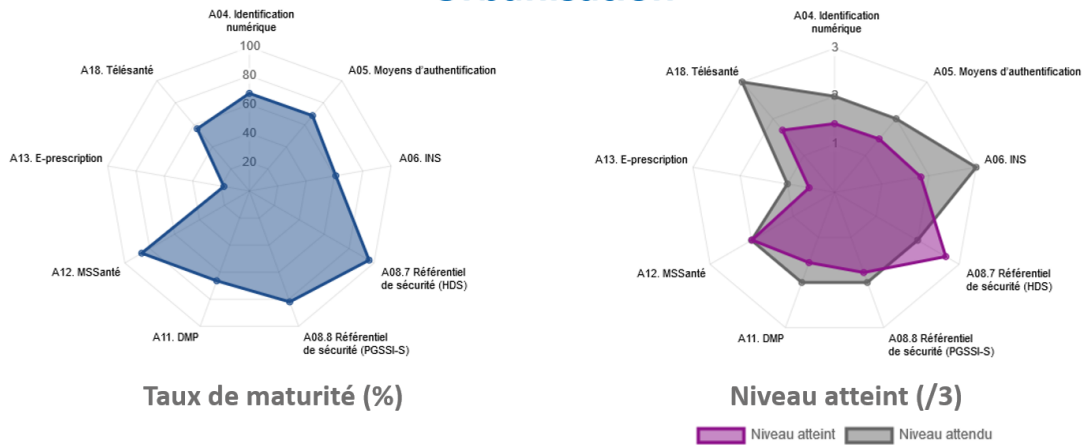 A04. Identification
numérique
100
80
60
40
20
A05. Moyens d'authentification
A06. INS
A08.7 Référentiel
de sécurité (HDS)
A08.8 Référentiel
de sécurité (PGSSI-S)
A11. DMP
A12. MSSanté
A13. E-prescription
A18. Télésanté
Taux de maturité (%)
A04. Identification
numérique
3
2
1
A05. Moyens d'authentification
A06. INS
A08.7 Référentiel
de sécurité (HDS)
A08.8 Référentiel
de sécurité (PGSSI-S)
A11. DMP
A12. MSSanté
A13. E-prescription
A18. Télésanté
Niveau atteint (/3)
Niveau atteint
Niveau attendu